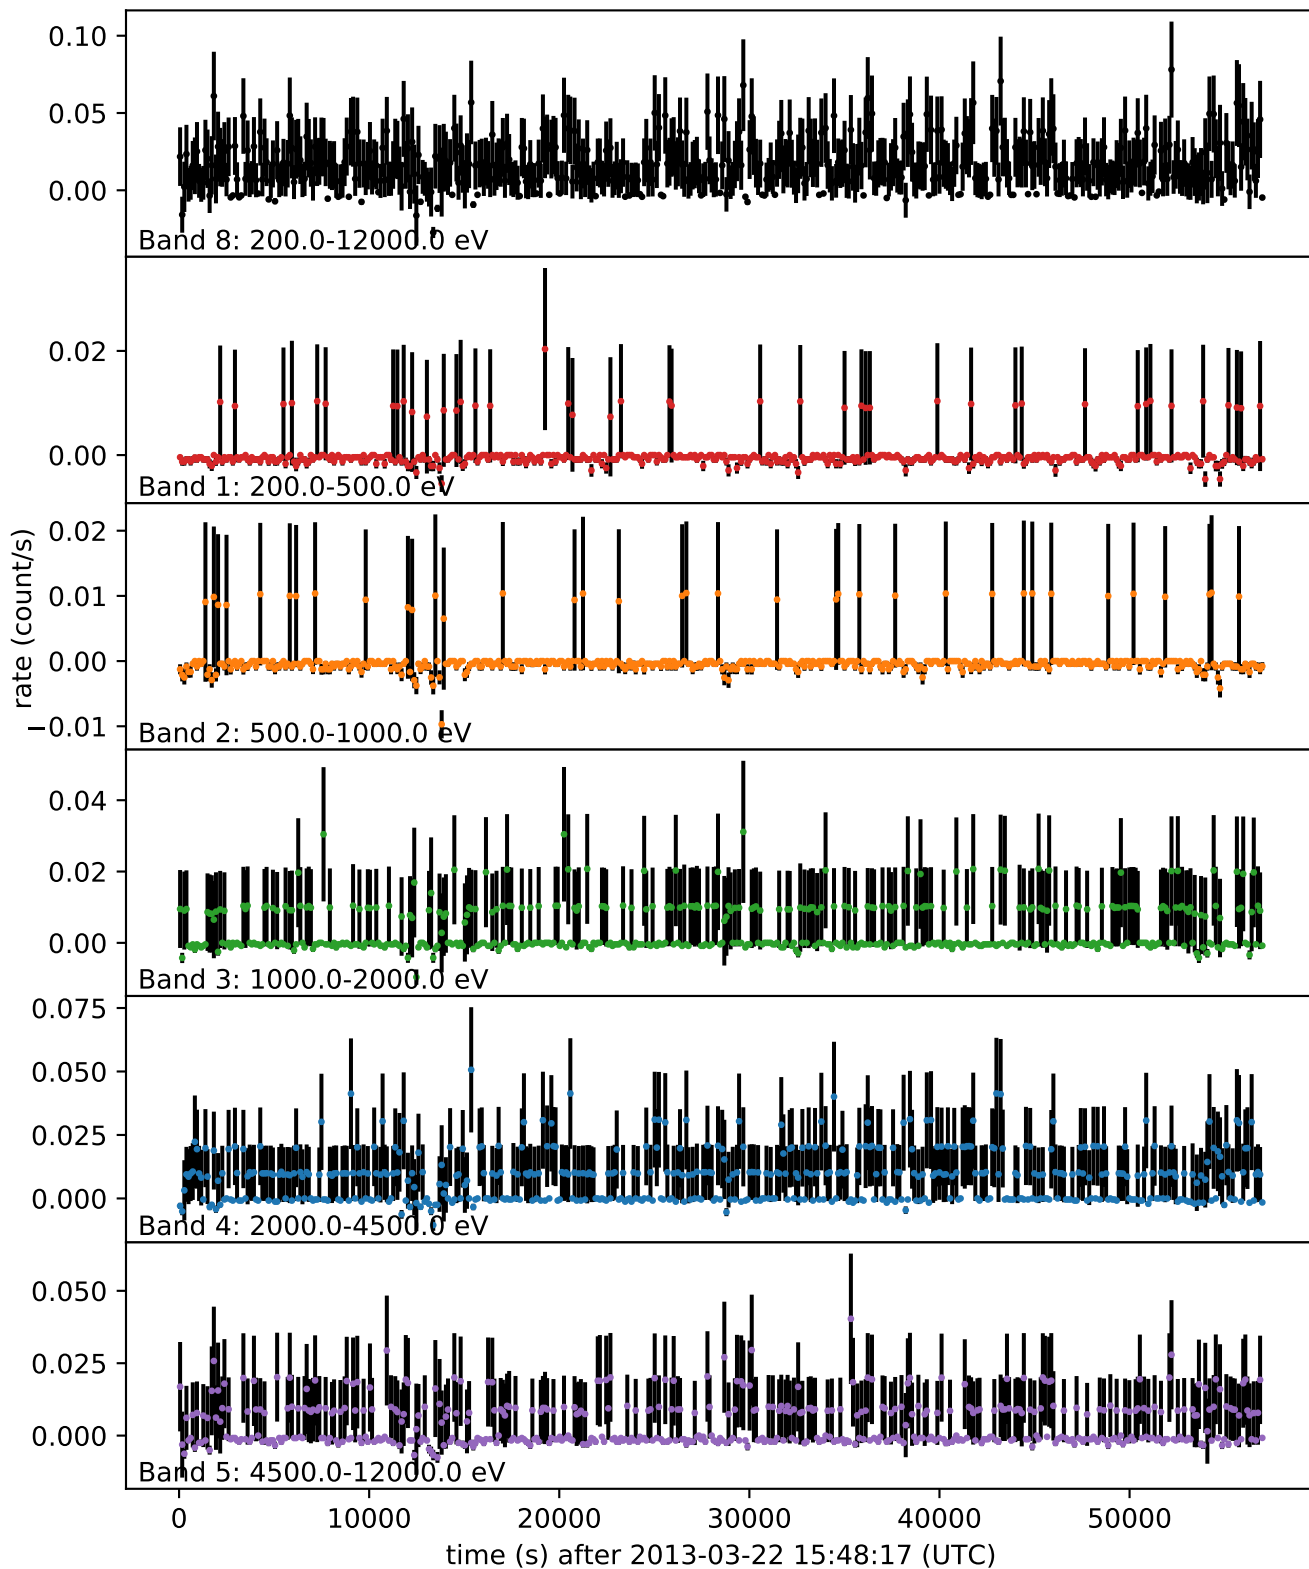 0.10
0.05
0.00
Band 8: 200.0-12000.0 eV
0.02
0.00
Band 1: 200.0-500.0 eV
rate (count/s)
0.02
0.01
0.00
−0.01
Band 2: 500.0-1000.0 eV
0.04
0.02
0.00
Band 3: 1000.0-2000.0 eV
0.075
0.050
0.025
0.000
Band 4: 2000.0-4500.0 eV
0.050
0.025
0.000
Band 5: 4500.0-12000.0 eV
0 10000 20000 30000 40000 50000
time (s) after 2013-03-22 15:48:17 (UTC)